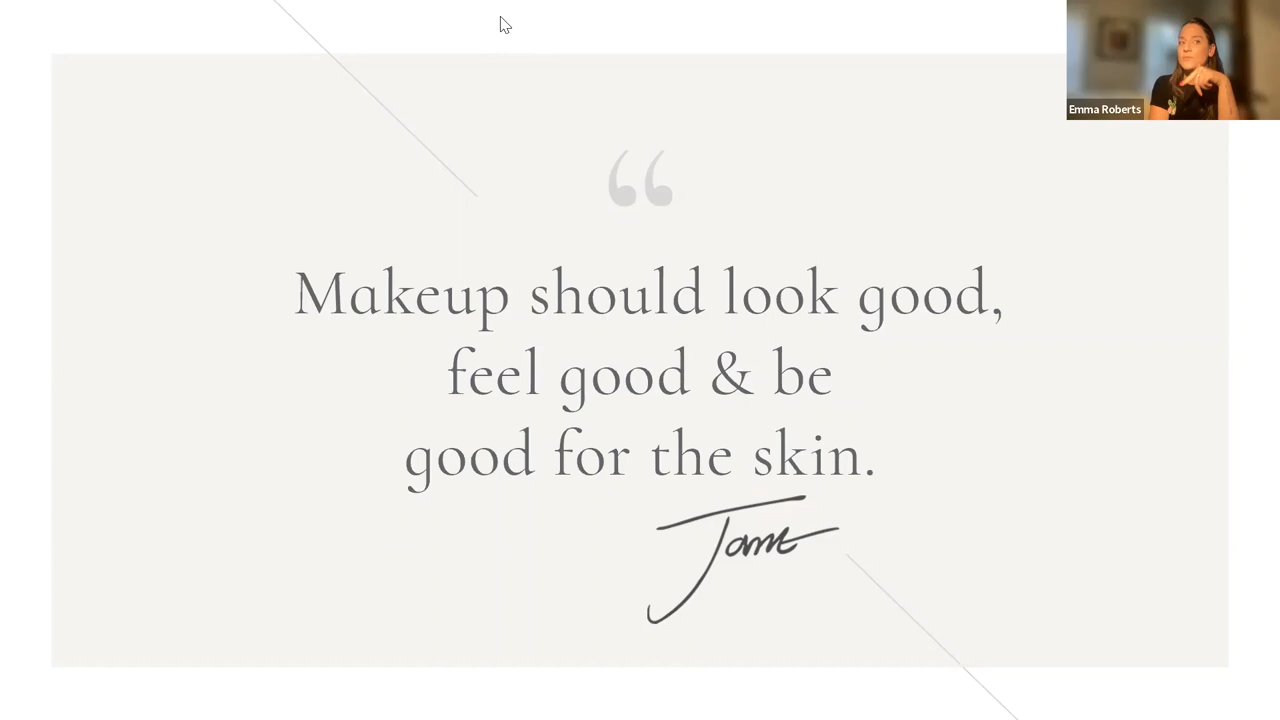 Emma Roberts
“
Makeup should look good,
feel good & be
good for the skin.
Jane